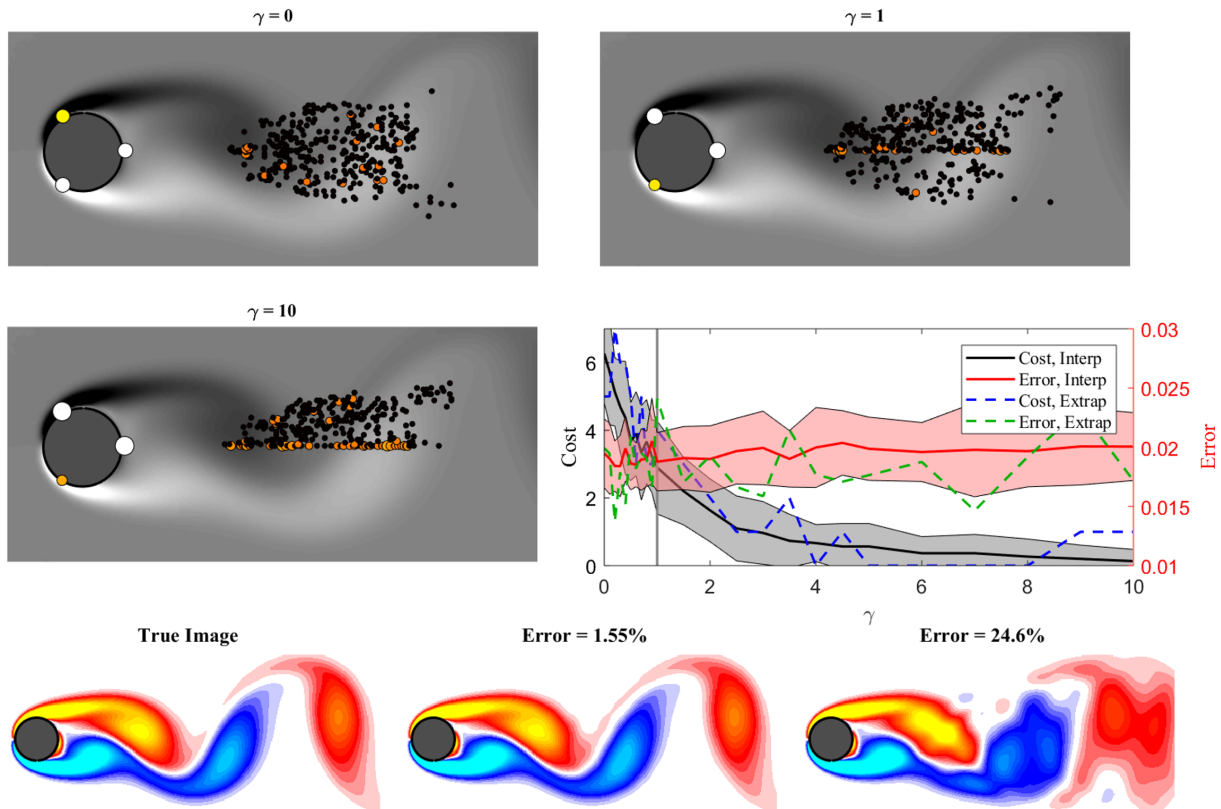 γ = 0
γ = 1
γ = 10
Cost
6
4
2
0
0 2 4 6 8 10
γ
0.03
0.025
0.02
0.015
0.01
Error
Cost, Interp
Error, Interp
Cost, Extrap
Error, Extrap
True Image
Error = 1.55%
Error = 24.6%